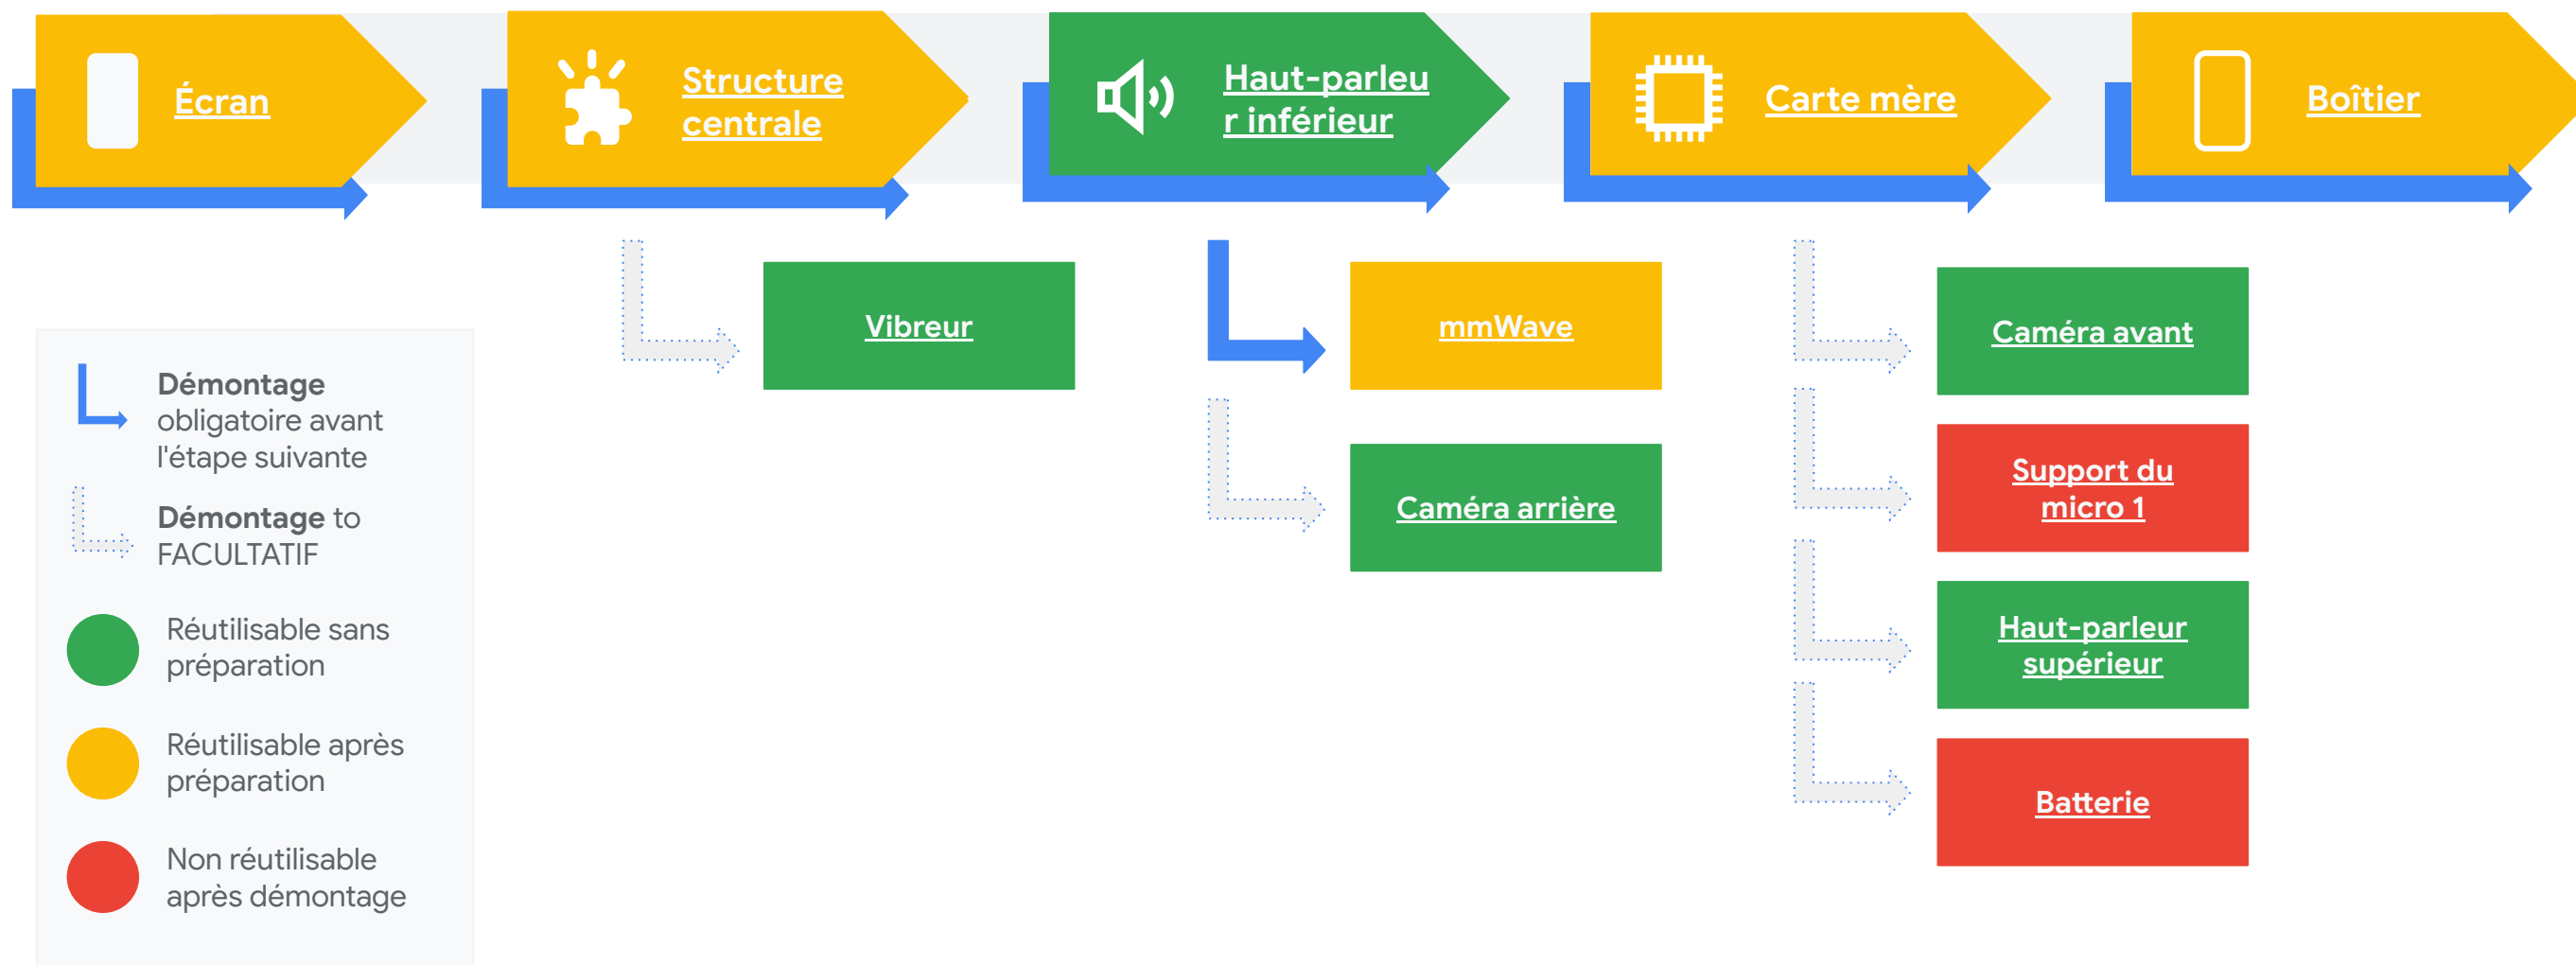 Écran
Structure
centrale
Haut-parleu
r inférieur
Carte mère
Boîtier
Vibreur
mmWave
Caméra arrière
Caméra avant
Support du
micro 1
Haut-parleur
supérieur
Batterie
Démontage
obligatoire avant
l'étape suivante
Démontage to
FACULTATIF
Réutilisable sans
préparation
Réutilisable après
préparation
Non réutilisable
après démontage